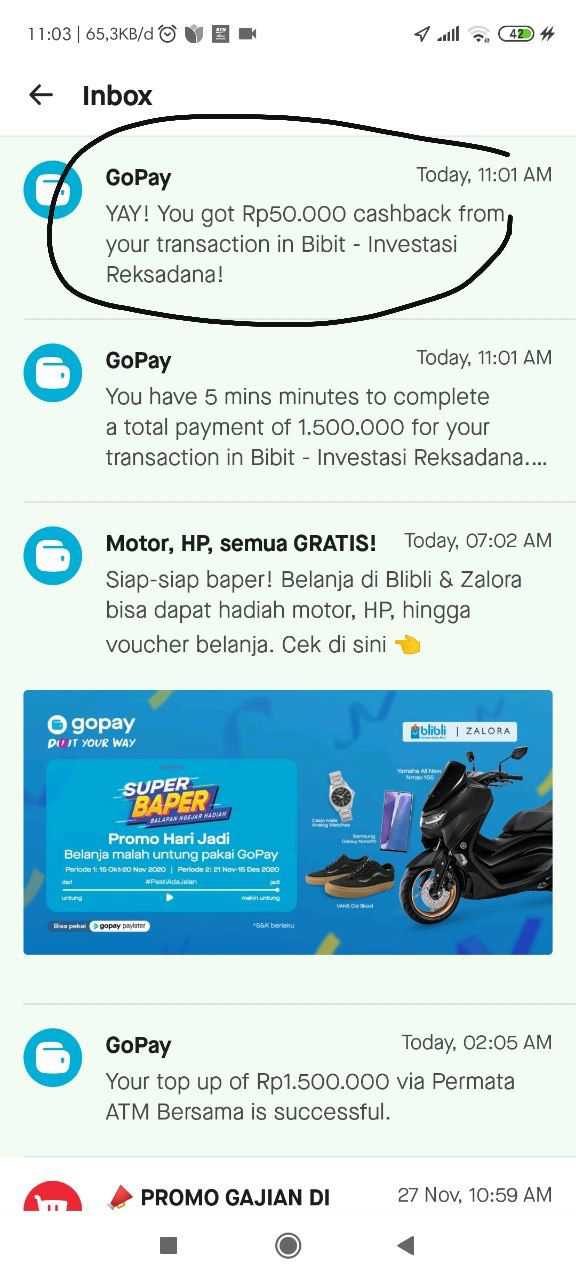 11:03 | 65,3KB/d
42
Inbox
GoPay
Today, 11:01 AM
YAY! You got Rp50.000 cashback from
your transaction in Bibit - Investasi
Reksadana!
GoPay
Today, 11:01 AM
You have 5 mins minutes to complete
a total payment of 1.500.000 for your
transaction in Bibit - Investasi Reksadana....
Motor, HP, semua GRATIS!
Today, 07:02 AM
Siap-siap baper! Belanja di Blibli & Zalora
bisa dapat hadiah motor, HP, hingga
voucher belanja. Cek di sini 👈
gopay
DO IT YOUR WAY
blibli | ZALORA
SUPER
BAPER
BALAPAN NGEJAR HADIAH
Promo Hari Jadi
Belanja malah untung pakai GoPay
Periode 1: 16 Okt-20 Nov 2020 | Periode 2: 21 Nov-15 Des 2020
dari
#PastiAdaJalan
jadi
untung
makin untung
Bisa pakai gopay paylater
*S&K berlaku
Yamaha All New
Nmax 155
Casio Male
Analog Watches
Samsung
VANS Da Skool
GoPay
Today, 02:05 AM
Your top up of Rp1.500.000 via Permata
ATM Bersama is successful.
PROMO GAJIAN DI
27 Nov, 10:59 AM